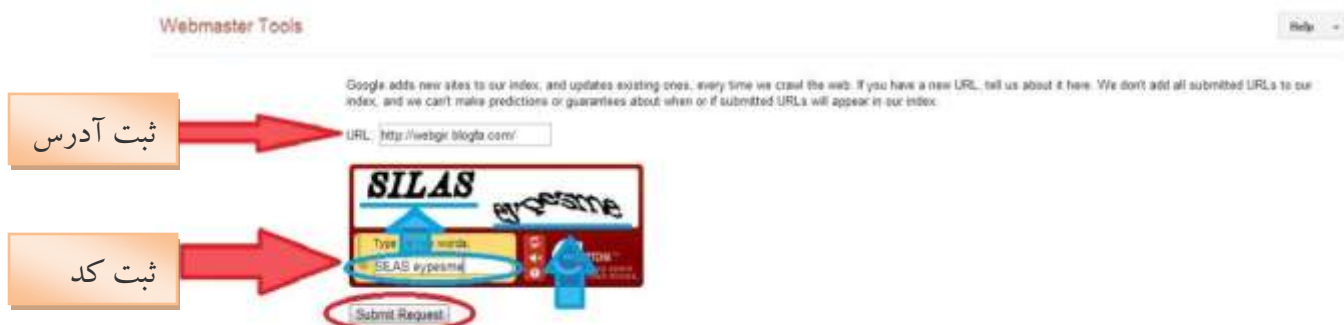 Webmaster Tools
Help
Google adds new sites to our index, and updates existing ones, every time we crawl the web. If you have a new URL, tell us about it here. We don't add all submitted URLs to our
index, and we can't make predictions or guarantees about when or if submitted URLs will appear in our index.
ثبت آدرس
URL: http://webgir.blogfa.com/
SILAS eypesme
Type words.
ثبت کد
SILAS eypesme
Submit Request